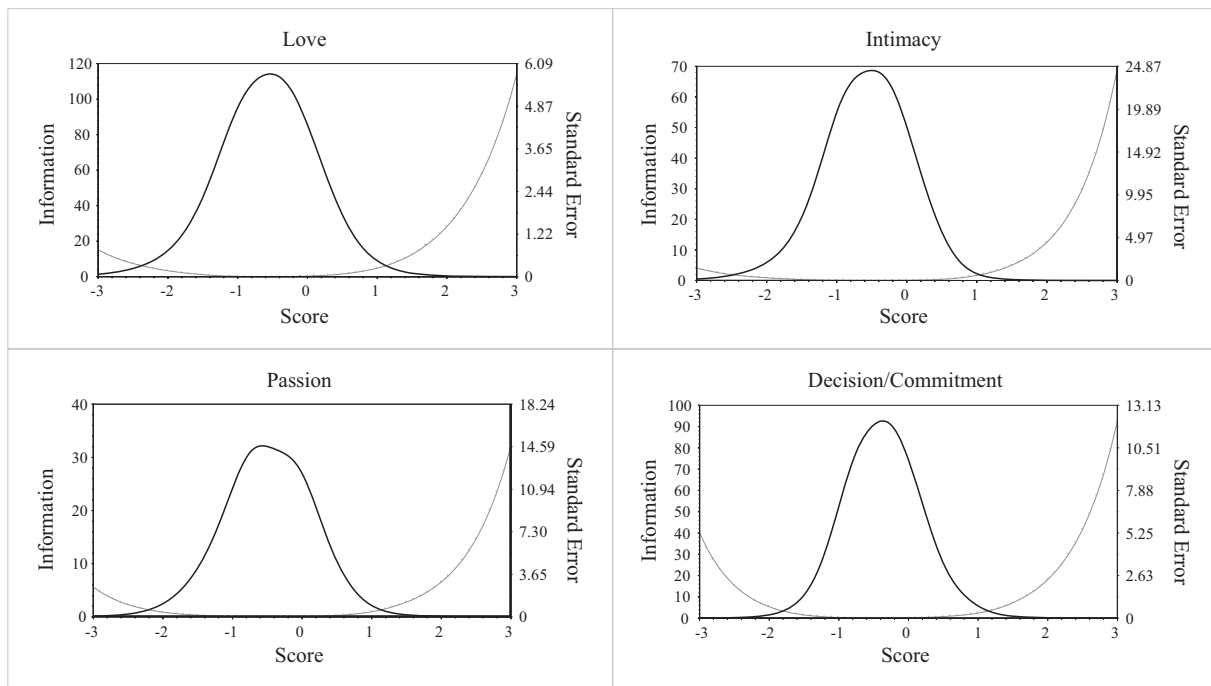 Love
120
100
80
60
40
20
0
6.09
4.87
3.65
2.44
1.22
0
-3 -2 -1 0 1 2 3
Information
Standard Error
Score
Intimacy
70
60
50
40
30
20
10
0
24.87
19.89
14.92
9.95
4.97
0
-3 -2 -1 0 1 2 3
Information
Standard Error
Score
Passion
40
30
20
10
0
18.24
14.59
10.94
7.30
3.65
0
-3 -2 -1 0 1 2 3
Information
Standard Error
Score
Decision/Commitment
100
90
80
70
60
50
40
30
20
10
0
13.13
10.51
7.88
5.25
2.63
0
-3 -2 -1 0 1 2 3
Information
Standard Error
Score